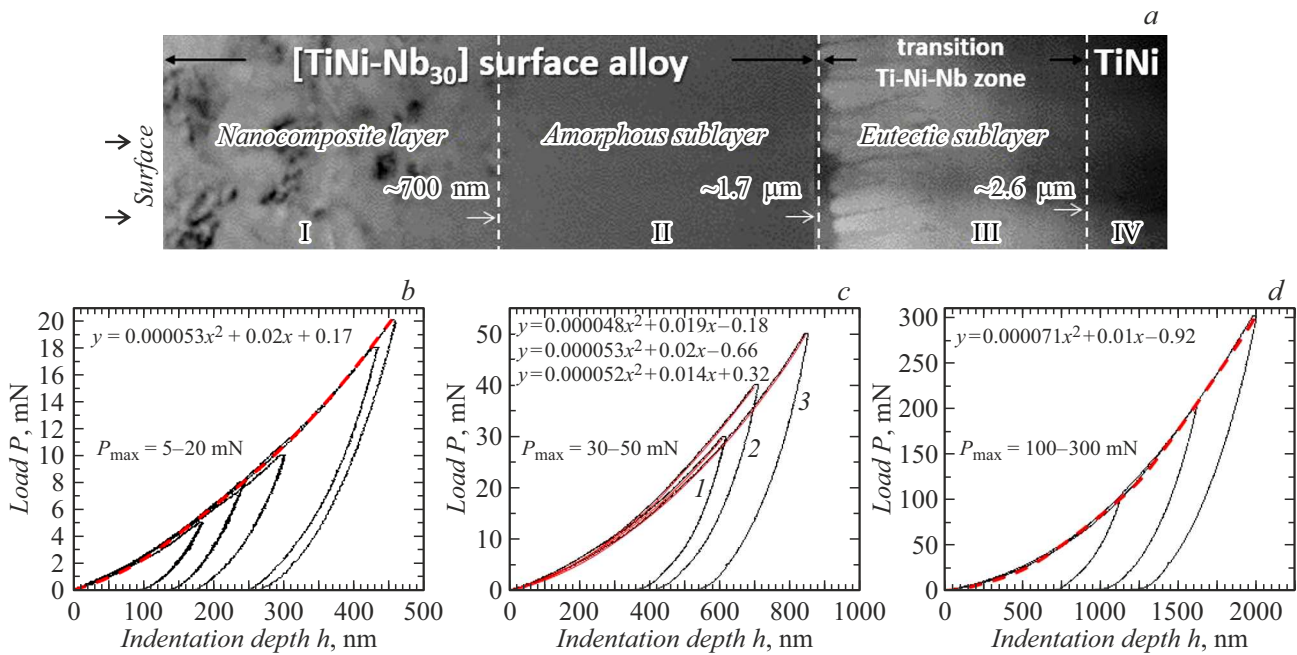 a
[TiNi-Nb30] surface alloy
transition
Ti-Ni-Nb zone
TiNi
Surface
Nanocomposite layer
Amorphous sublayer
Eutectic sublayer
~700 nm
~1.7 μm
~2.6 μm
I
II
III
IV
b
y = 0.000053x² + 0.02x + 0.17
Pmax = 5–20 mN
Load P, mN
20
18
16
14
12
10
8
6
4
2
0
0 100 200 300 400 500
Indentation depth h, nm
c
y=0.000048x²+0.019x−0.18
y=0.000053x²+0.02x−0.66
y=0.000052x²+0.014x+0.32
Pmax = 30–50 mN
1
2
3
Load P, mN
50
40
30
20
10
0
0 200 400 600 800 1000
Indentation depth h, nm
d
y=0.000071x²+0.01x−0.92
Pmax = 100–300 mN
Load P, mN
300
250
200
150
100
50
0
0 500 1000 1500 2000
Indentation depth h, nm